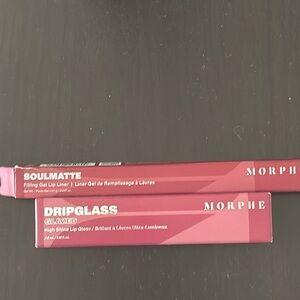 SOULMATTE
Filling Gel Lip Liner | Liner Gel de Remplissage à Lèvres
MORPH
DRIPGLASS
GLAZED
High Shine Lip Gloss / Brillant à Lèvres Ultra-Lumineux
MORPHE